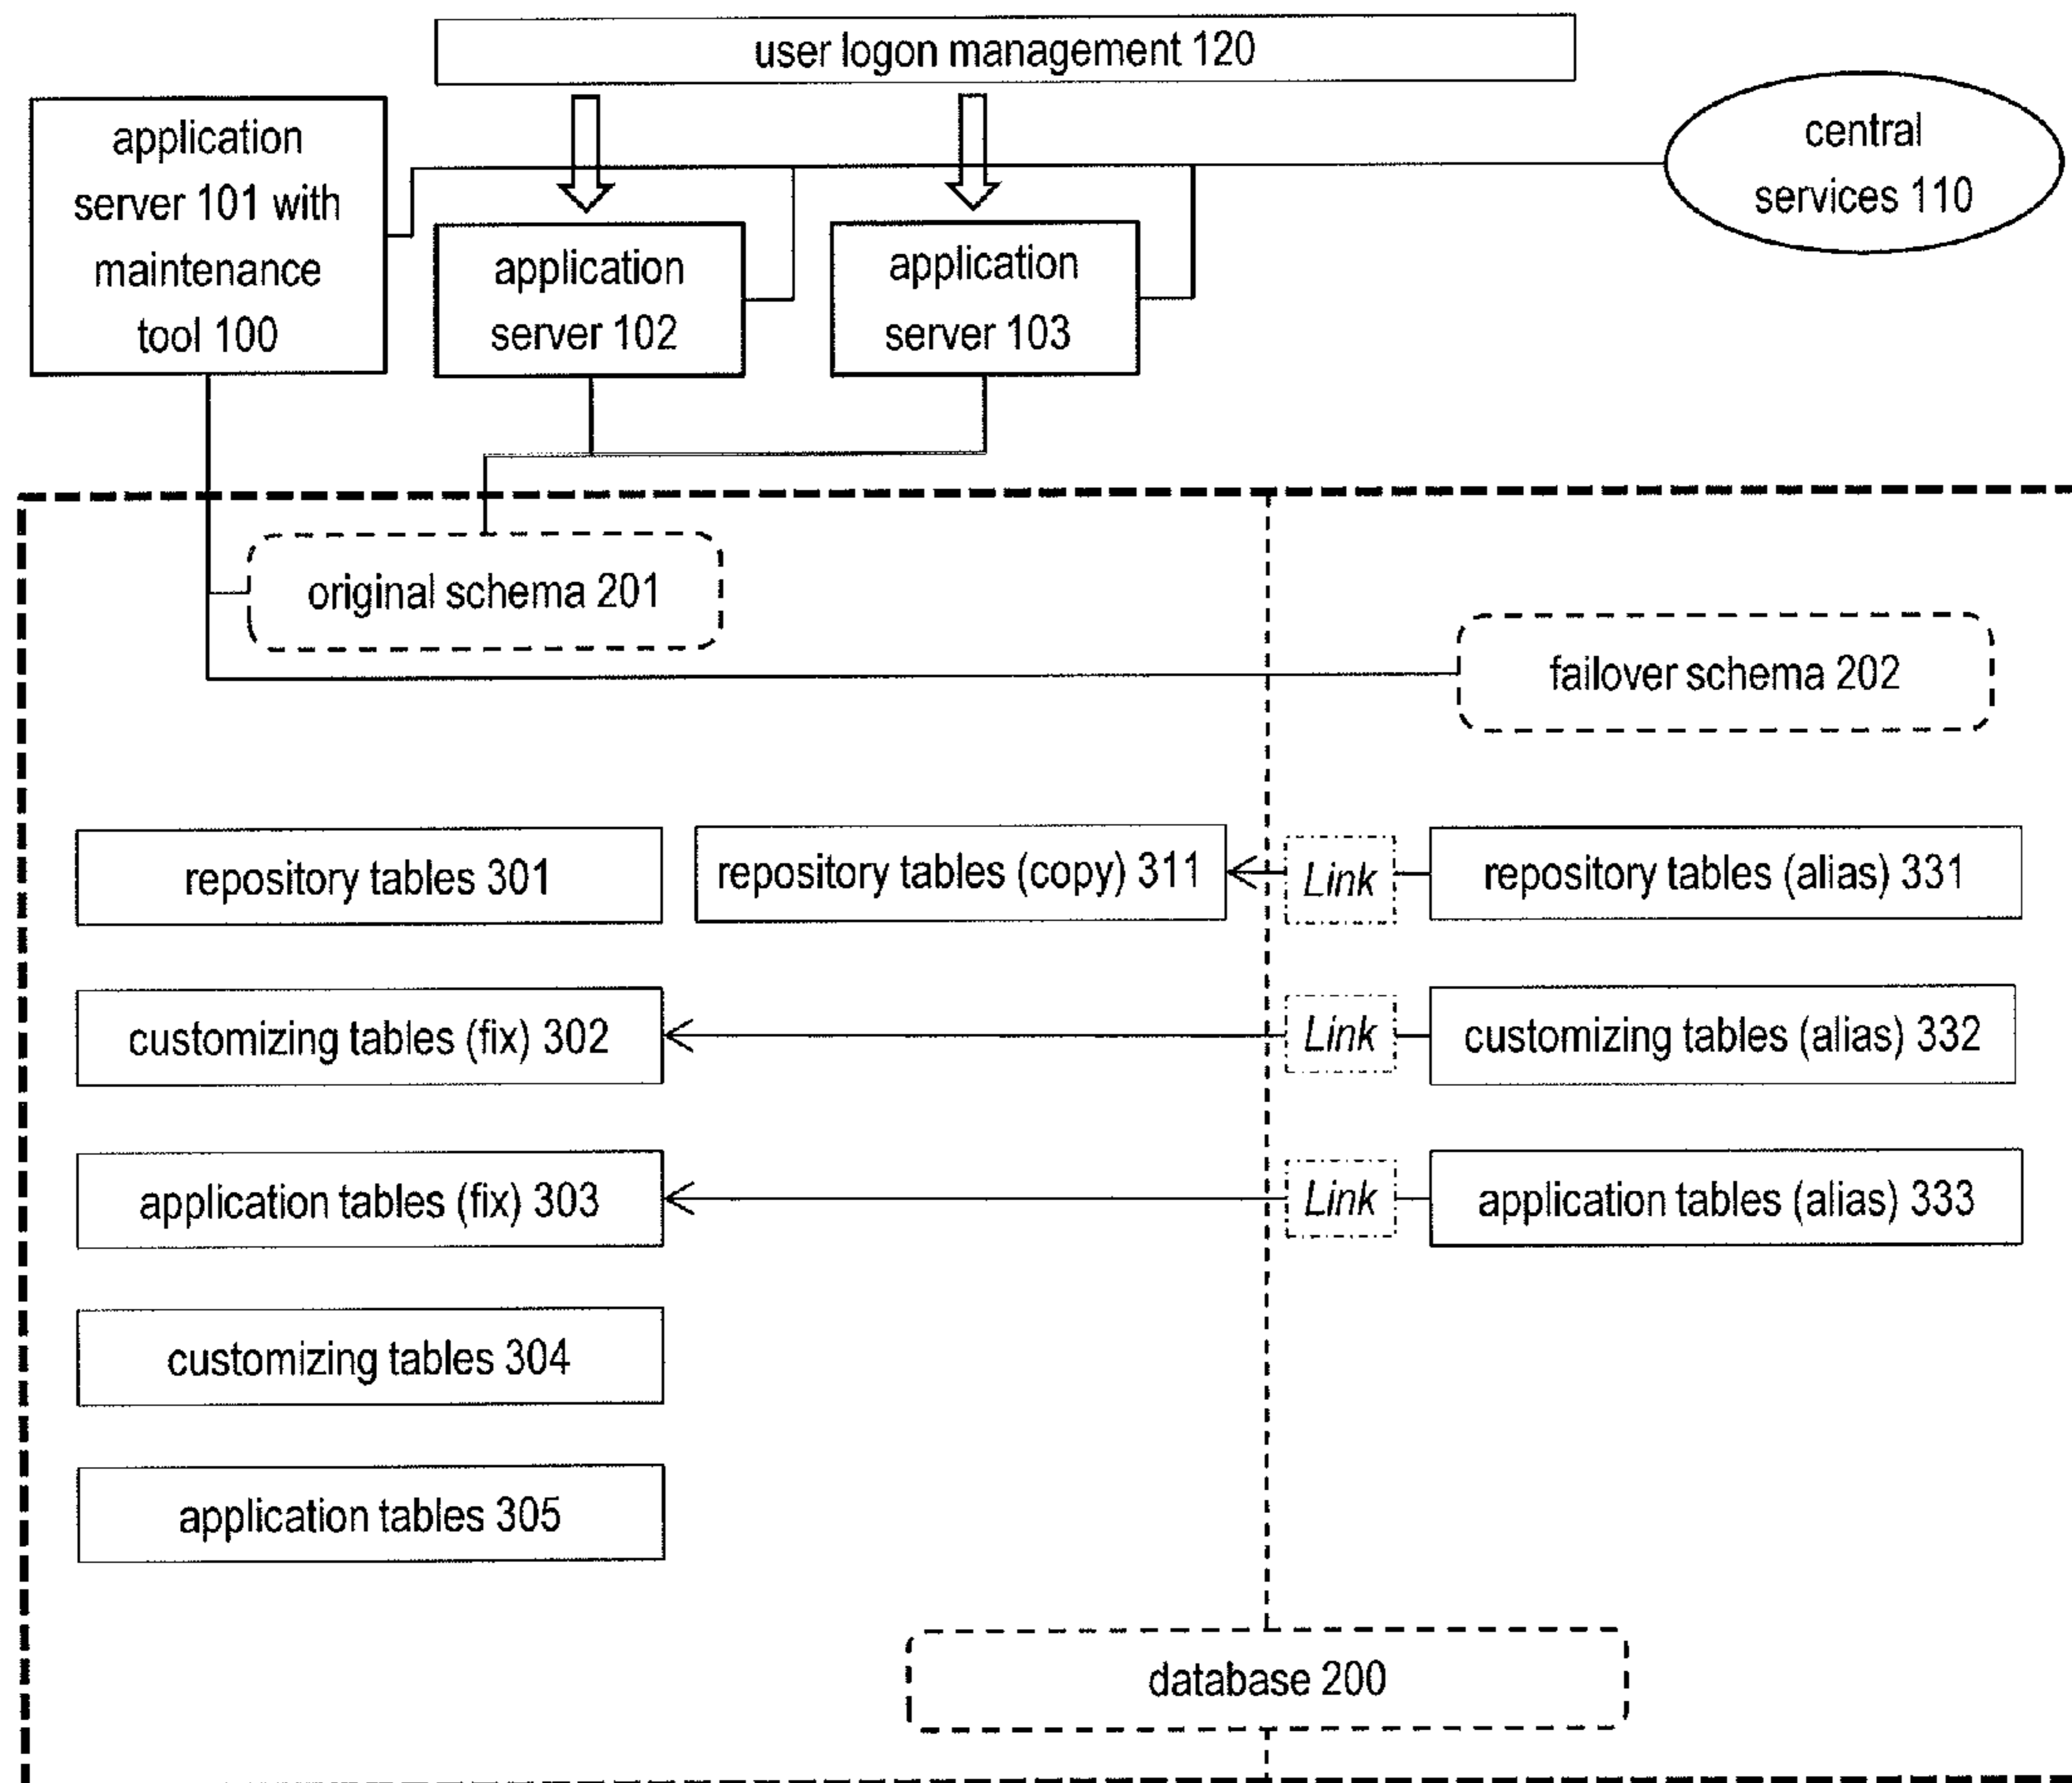 user logon management 120
application
server 101 with
maintenance
tool 100
central
services 110
application
server 102
application
server 103
original schema 201
failover schema 202
repository tables 301
repository tables (copy) 311
Link
repository tables (alias) 331
customizing tables (fix) 302
Link
customizing tables (alias) 332
application tables (fix) 303
Link
application tables (alias) 333
customizing tables 304
application tables 305
database 200